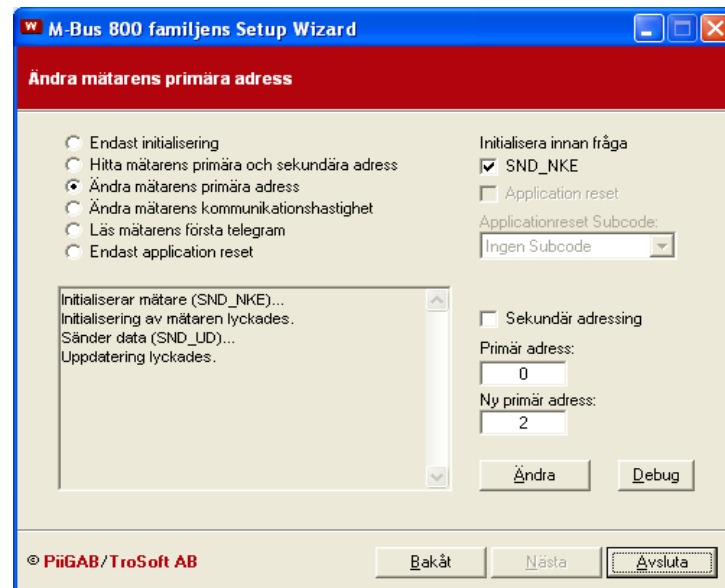 W M-Bus 800 familjens Setup Wizard
Ändra mätarens primära adress
Endast initialisering
Hitta mätarens primära och sekundära adress
Ändra mätarens primära adress
Ändra mätarens kommunikationshastighet
Läs mätarens första telegram
Endast application reset
Initialisera innan fråga
SND_NKE
Application reset
Applicationreset Subcode:
Ingen Subcode
Initialiserar mätare (SND_NKE)...
Initialisering av mätaren lyckades.
Sänder data (SND_UD)...
Uppdatering lyckades.
Sekundär adressing
Primär adress:
0
Ny primär adress:
2
Ändra Debug
© PiiGAB/TroSoft AB
Bakåt Nästa Avsluta